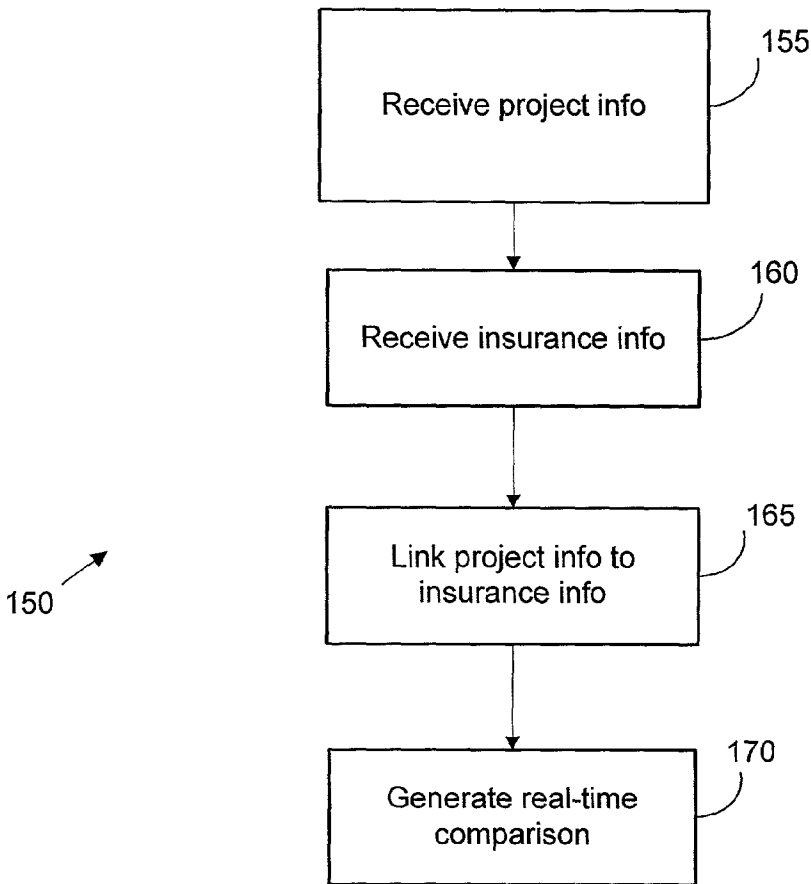 155
Receive project info
160
Receive insurance info
165
Link project info to
insurance info
150
170
Generate real-time
comparison